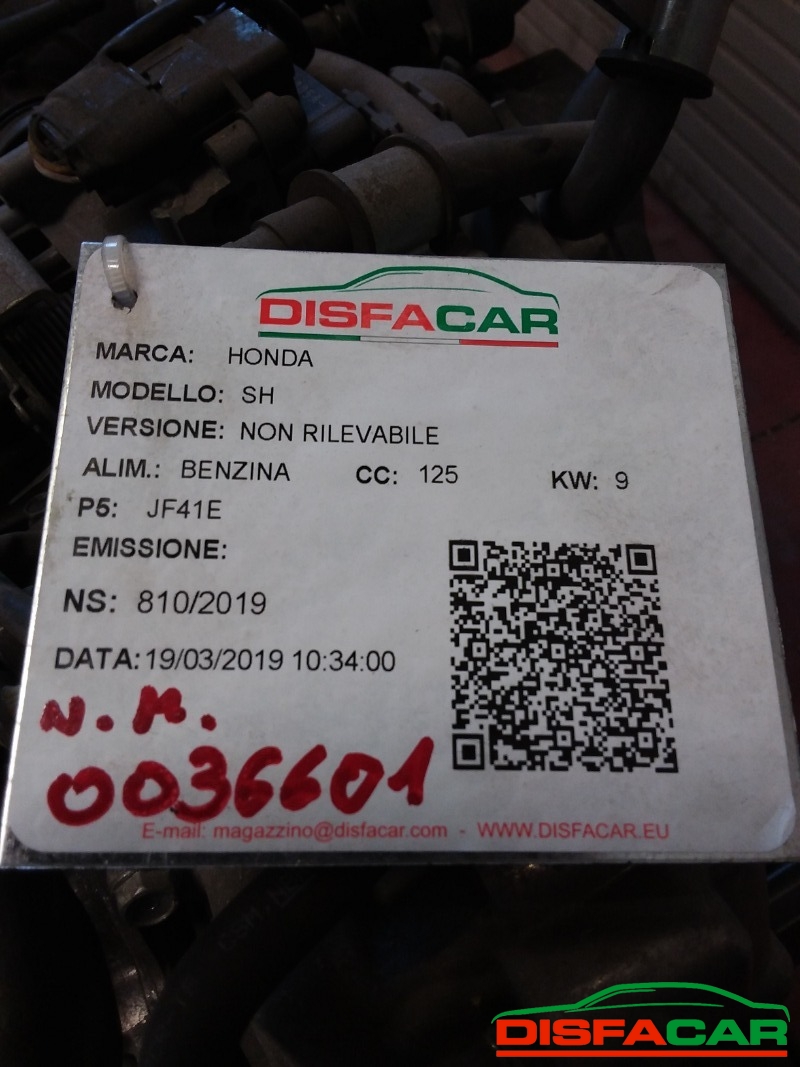 DISFACAR
MARCA: HONDA
MODELLO: SH
VERSIONE: NON RILEVABILE
ALIM.: BENZINA CC: 125 KW: 9
P5: JF41E
EMISSIONE:
NS: 810/2019
DATA: 19/03/2019 10:34:00
N.M.
0036601
E-mail: magazzino@disfacar.com - WWW.DISFACAR.EU
DISFACAR